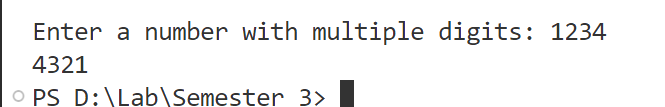 Enter a number with multiple digits: 1234
4321
PS D:\Lab\Semester 3>